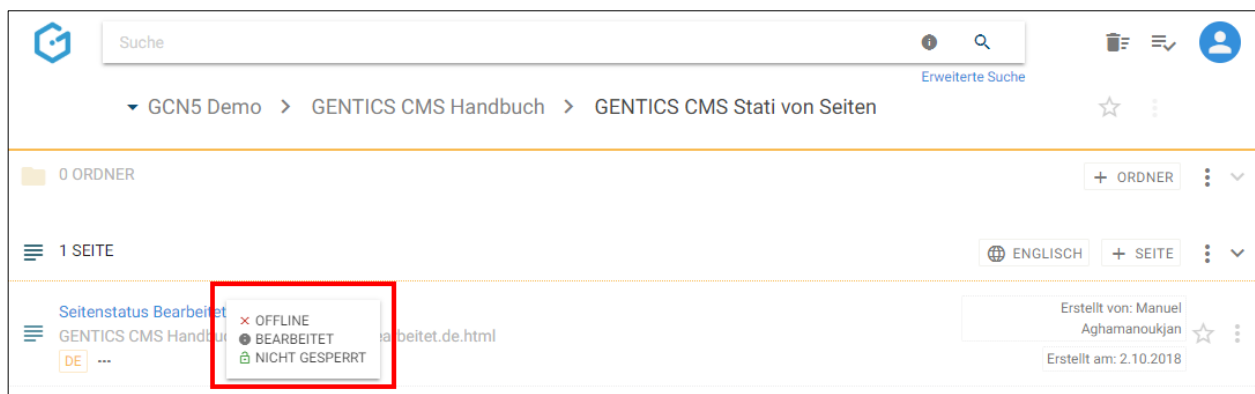 Suche
Erweiterte Suche
GCN5 Demo > GENTICS CMS Handbuch > GENTICS CMS Stati von Seiten
0 ORDNER
+ ORDNER
1 SEITE
ENGLISCH
+ SEITE
Seitenstatus Bearbeitet
OFFLINE
BEARBEITET
NICHT GESPERRT
GENTICS CMS
arbeitet.de.html
DE
Erstellt von: Manuel
Aghamanoukjan
Erstellt am: 2.10.2018